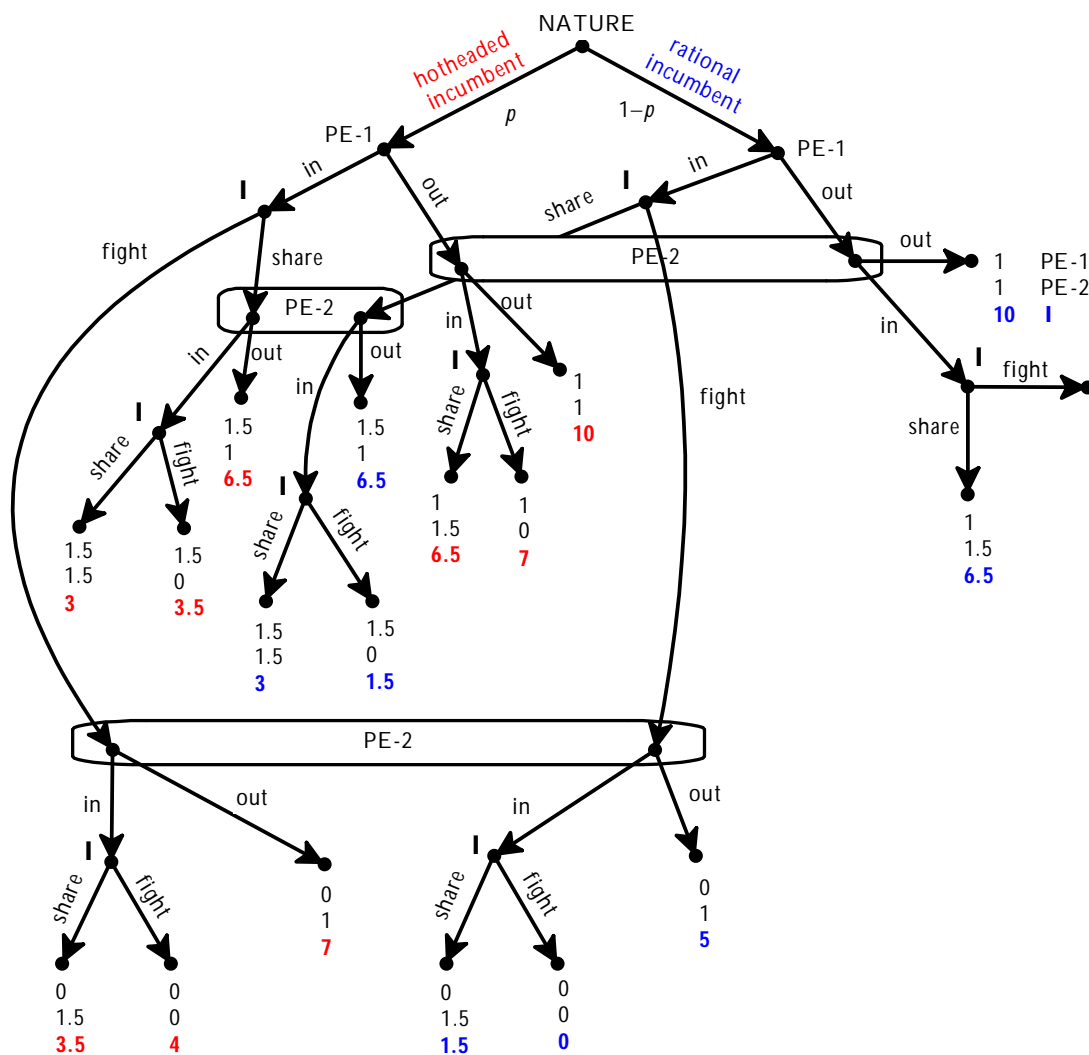 NATURE
hotheaded
incumbent
rational
incumbent
p
1−p
PE-1
PE-1
in
out
in
out
I
I
fight
share
share
PE-2
out
1 PE-1
1 PE-2
10 I
PE-2
in
out
out
in
out
in
in
I
I
fight
fight
share
1
1
10
I
share
fight
1.5
1
6.5
1.5
1
6.5
share
fight
I
share
fight
1
1.5
6.5
1
0
7
1
1.5
6.5
1.5
1.5
3
1.5
0
3.5
1.5
1.5
3
1.5
0
1.5
PE-2
in
out
in
out
I
I
share
fight
share
fight
0
1
7
0
1
5
0
1.5
3.5
0
0
4
0
1.5
1.5
0
0
0